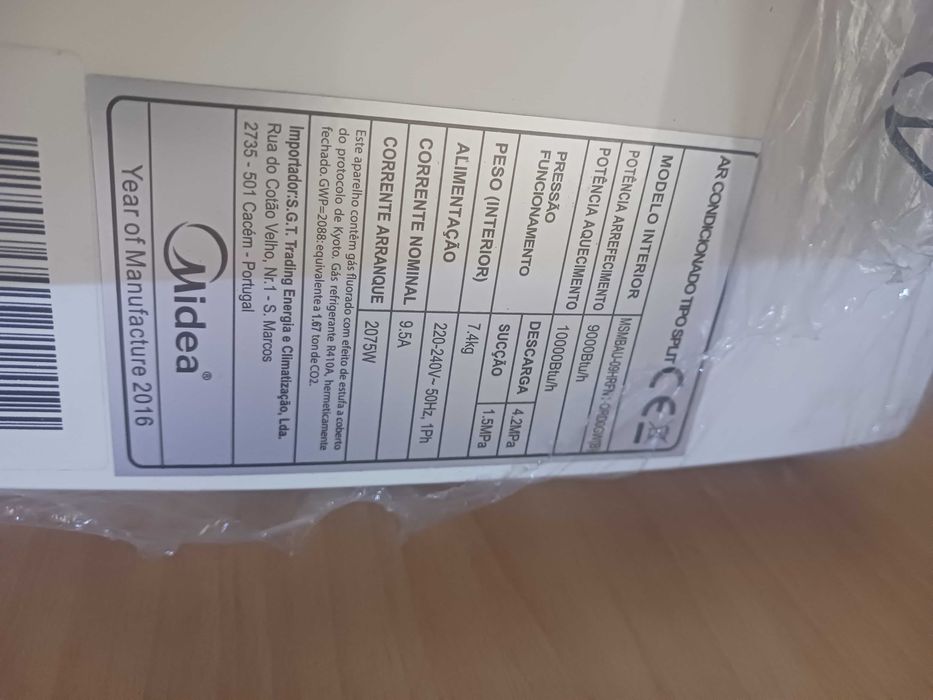 AR CONDICIONADO TIPO SPLIT CE
MODELO INTERIOR
POTÊNCIA ARREFECIMENTO 9000Btu/h
POTÊNCIA AQUECIMENTO 10000Btu/h
PRESSÃO FUNCIONAMENTO DESCARGA 4.2MPa
SUCÇÃO 1.5MPa
PESO (INTERIOR) 7.4kg
ALIMENTAÇÃO 220-240V~ 50Hz, 1Ph
CORRENTE NOMINAL 9.5A
CORRENTE ARRANQUE 2075W
Este aparelho contêm gás fluorado com efeito de estufa a coberto
do protocolo de Kyoto. Gás refrigerante R410A, hermeticamente
fechado. GWP=2088:equivalente a 1.67 ton de CO2.
Importador:S.G.T. Trading Energia e Climatização, Lda.
Rua do Cotão Velho, Nr.1 - S. Marcos
2735 - 501 Cacém - Portugal
Midea®
Year of Manufacture 2016